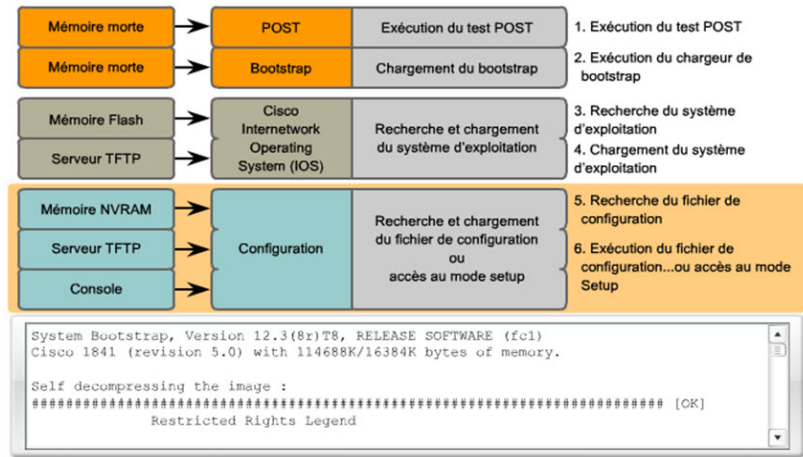 Mémoire morte
POST
Exécution du test POST
1. Exécution du test POST
Mémoire morte
Bootstrap
Chargement du bootstrap
2. Exécution du chargeur de
bootstrap
Mémoire Flash
Serveur TFTP
Cisco
Internetwork
Operating
System (IOS)
Recherche et chargement
du système d'exploitation
3. Recherche du système
d'exploitation
4. Chargement du système
d'exploitation
Mémoire NVRAM
Serveur TFTP
Console
Configuration
Recherche et chargement
du fichier de configuration
ou
accès au mode setup
5. Recherche du fichier de
configuration
6. Exécution du fichier de
configuration...ou accès au mode
Setup
System Bootstrap, Version 12.3(8r)T8, RELEASE SOFTWARE (fc1)
Cisco 1841 (revision 5.0) with 114688K/16384K bytes of memory.
Self decompressing the image :
########################################################################## [OK]
Restricted Rights Legend